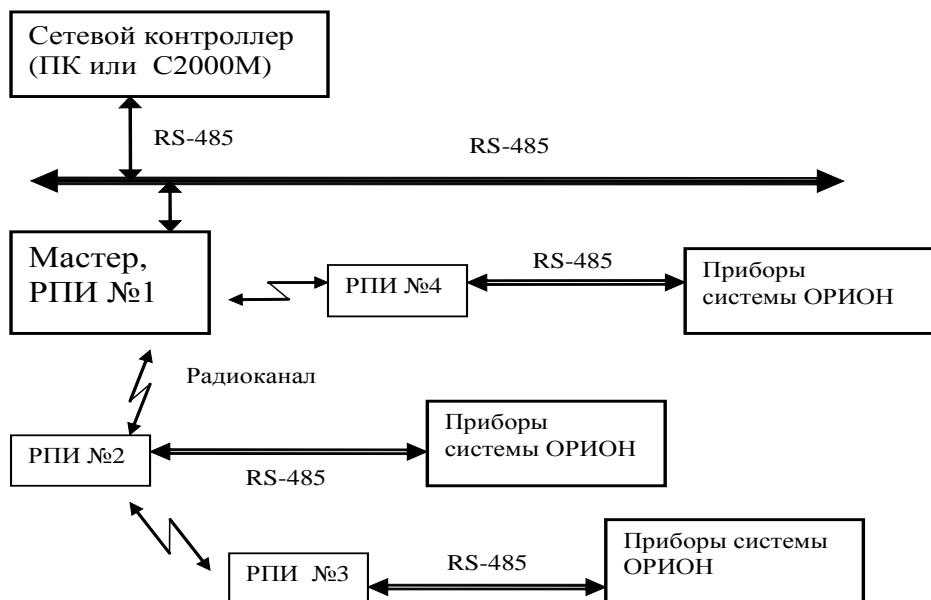 Сетевой контроллер
(ПК или С2000М)
RS-485
RS-485
Мастер,
РПИ №1
РПИ №4
RS-485
Приборы
системы ОРИОН
Радиоканал
РПИ №2
RS-485
Приборы
системы ОРИОН
РПИ №3
RS-485
Приборы системы
ОРИОН